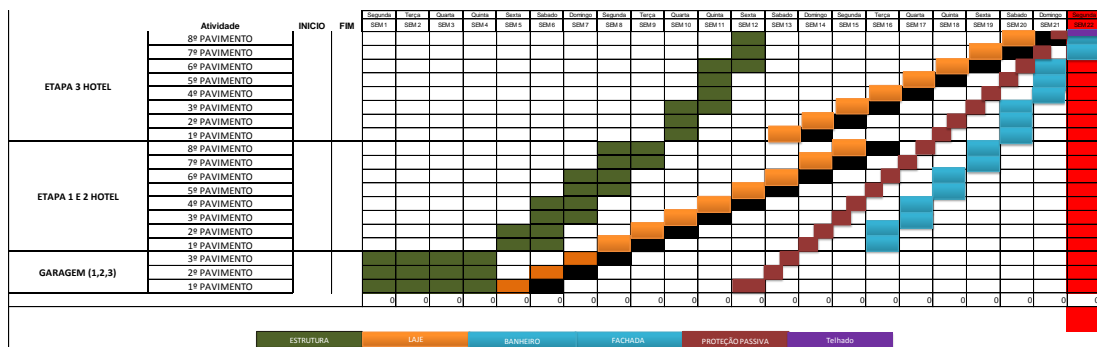 Segunda Terça Quarta Quinta Sexta Sabado Domingo Segunda Terça Quarta Quinta Sexta Sabado Domingo Segunda Terça Quarta Quinta Sexta Sabado Domingo Segunda
Atividade INICIO FIM SEM 1 SEM 2 SEM 3 SEM 4 SEM 5 SEM 6 SEM 7 SEM 8 SEM 9 SEM 10 SEM 11 SEM 12 SEM 13 SEM 14 SEM 15 SEM 16 SEM 17 SEM 18 SEM 19 SEM 20 SEM 21 SEM 22
8º PAVIMENTO
7º PAVIMENTO
6º PAVIMENTO
ETAPA 3 HOTEL 5º PAVIMENTO
4º PAVIMENTO
3º PAVIMENTO
2º PAVIMENTO
1º PAVIMENTO
8º PAVIMENTO
7º PAVIMENTO
6º PAVIMENTO
ETAPA 1 E 2 HOTEL 5º PAVIMENTO
4º PAVIMENTO
3º PAVIMENTO
2º PAVIMENTO
1º PAVIMENTO
3º PAVIMENTO
GARAGEM (1,2,3) 2º PAVIMENTO
1º PAVIMENTO
0 0 0 0 0 0 0 0 0 0 0 0 0 0 0 0 0 0 0 0 0 0
ESTRUTURA LAJE BANHEIRO FACHADA PROTEÇÃO PASSIVA Telhado